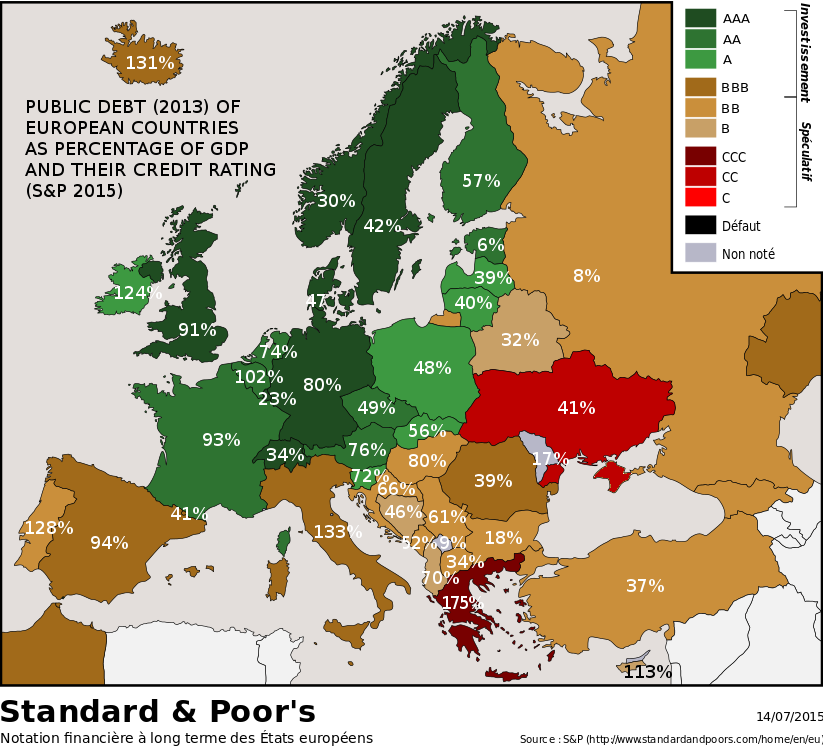 131%
PUBLIC DEBT (2013) OF
EUROPEAN COUNTRIES
AS PERCENTAGE OF GDP
AND THEIR CREDIT RATING
(S&P 2015)
AAA
AA
A
BBB
BB
B
CCC
CC
C
Défaut
Non noté
Investissement
Spéculatif
57%
30%
42%
6%
8%
39%
124%
47
40%
91%
32%
74%
48%
102%
80%
23%
49%
41%
93%
56%
76%
34%
17%
80%
72%
39%
66%
41%
46%
61%
128%
133%
18%
94%
52%
9%
34%
70%
37%
175%
113%
Standard & Poor's
14/07/2015
Notation financière à long terme des États européens
Source : S&P (http://www.standardandpoors.com/home/en/eu)